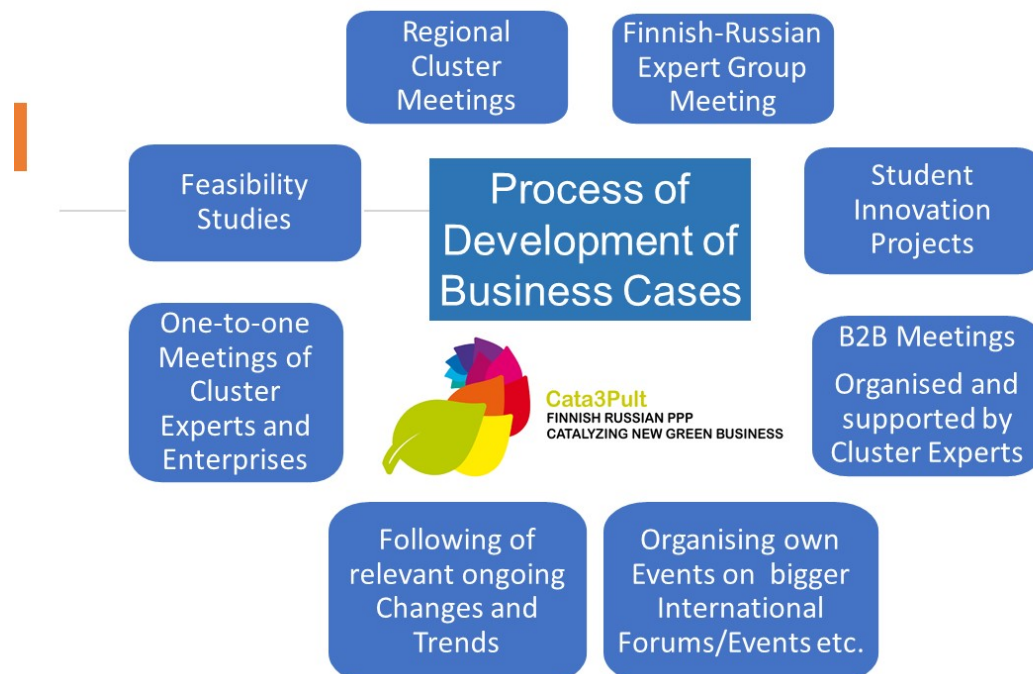 Regional
Cluster
Meetings
Finnish-Russian
Expert Group
Meeting
Feasibility
Studies
Process of
Development of
Business Cases
Student
Innovation
Projects
One-to-one
Meetings of
Cluster
Experts and
Enterprises
Cata3Pult
FINNISH RUSSIAN PPP
CATALYZING NEW GREEN BUSINESS
B2B Meetings
Organised and
supported by
Cluster Experts
Following of
relevant ongoing
Changes and
Trends
Organising own
Events on bigger
International
Forums/Events etc.